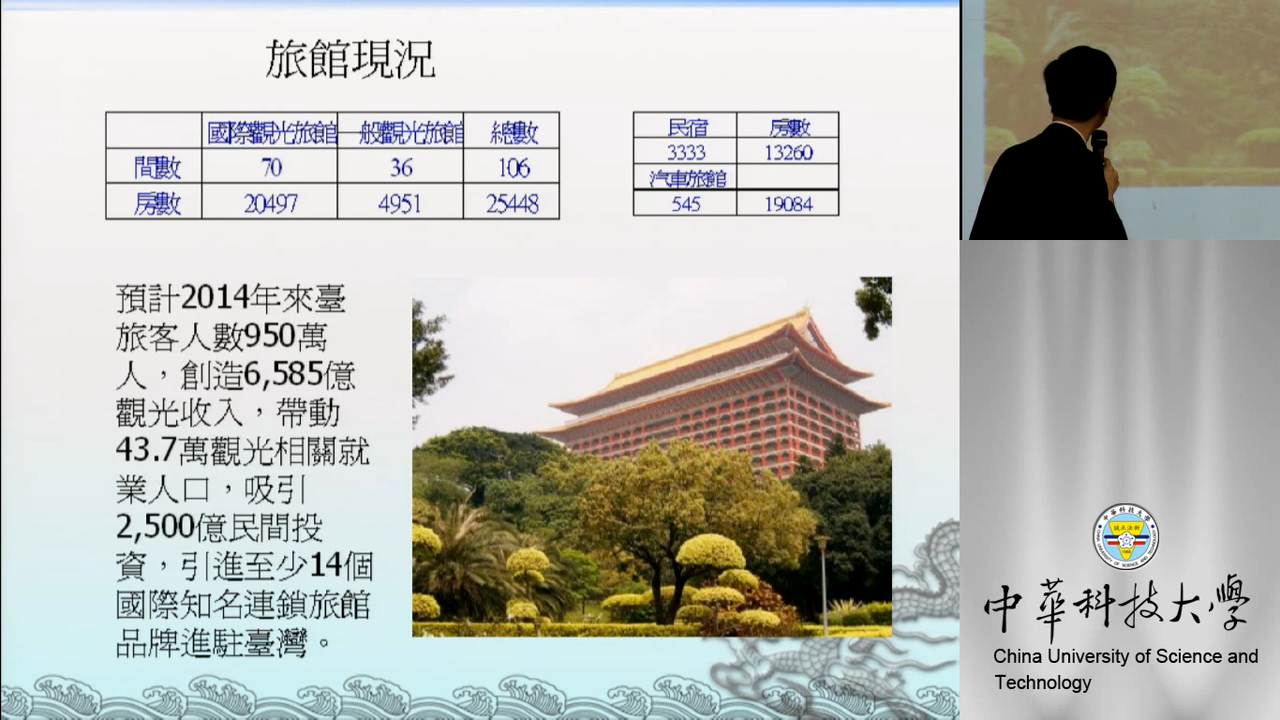 旅館現況
國際觀光旅館 一般觀光旅館 總數
間數 70 36 106
房數 20497 4951 25448
民宿 房數
3333 13260
汽車旅館
545 19084
預計2014年來臺
旅客人數950萬
人，創造6,585億
觀光收入，帶動
43.7萬觀光相關就
業人口，吸引
2,500億民間投
資，引進至少14個
國際知名連鎖旅館
品牌進駐臺灣。
中華科技大學
China University of Science and
Technology